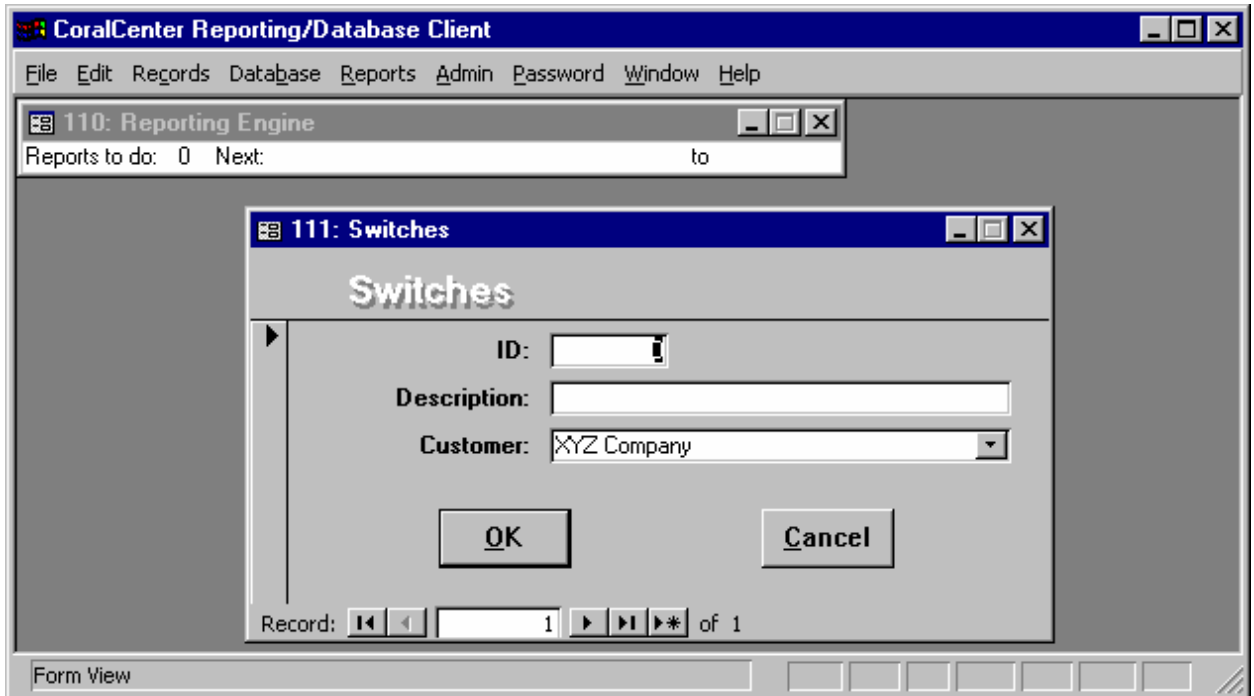 CoralCenter Reporting/Database Client
File Edit Records Database Reports Admin Password Window Help
110: Reporting Engine
Reports to do: 0 Next: to
111: Switches
Switches
ID:
Description:
Customer: XYZ Company
OK Cancel
Record: 1 of 1
Form View